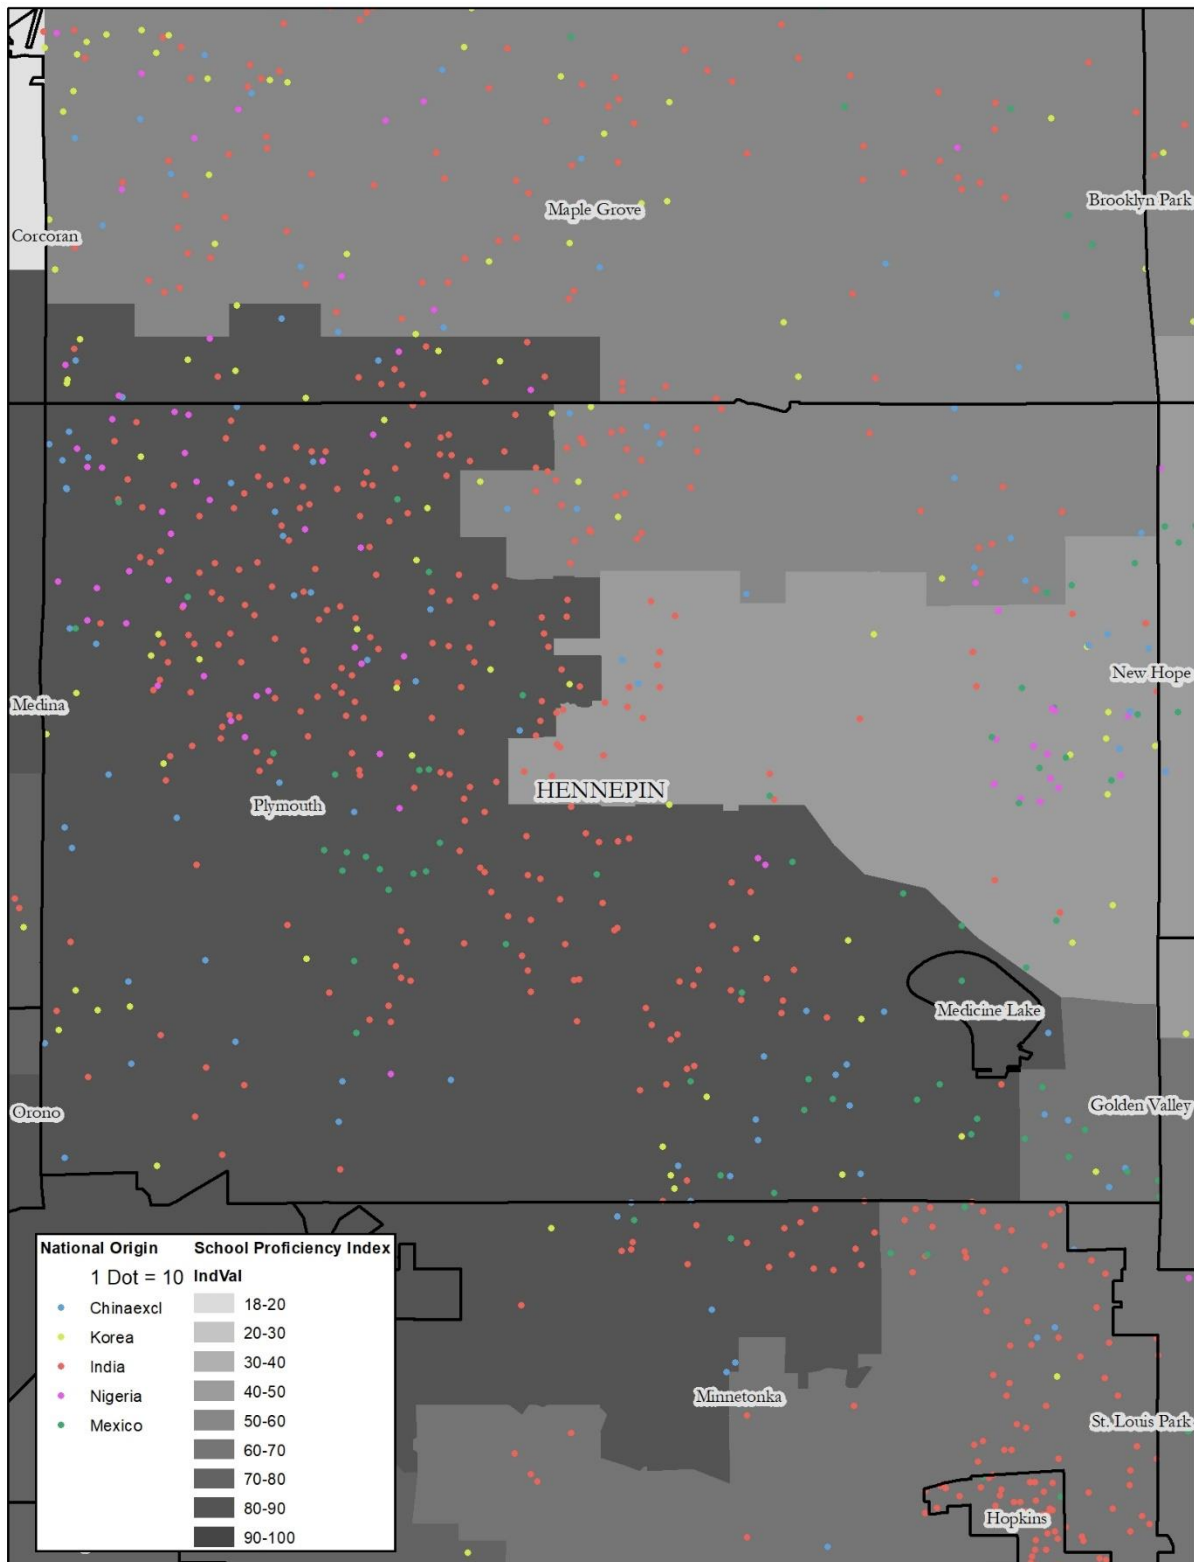 Maple Grove
Brooklyn Park
Corcoran
New Hope
Medina
HENNEPIN
Plymouth
Medicine Lake
Orono
Golden Valley
National Origin
1 Dot = 10
Chinaexcl
Korea
India
Nigeria
Mexico
School Proficiency Index
IndVal
18-20
20-30
30-40
40-50
50-60
60-70
70-80
80-90
90-100
Minnetonka
St. Louis Park
Hopkins